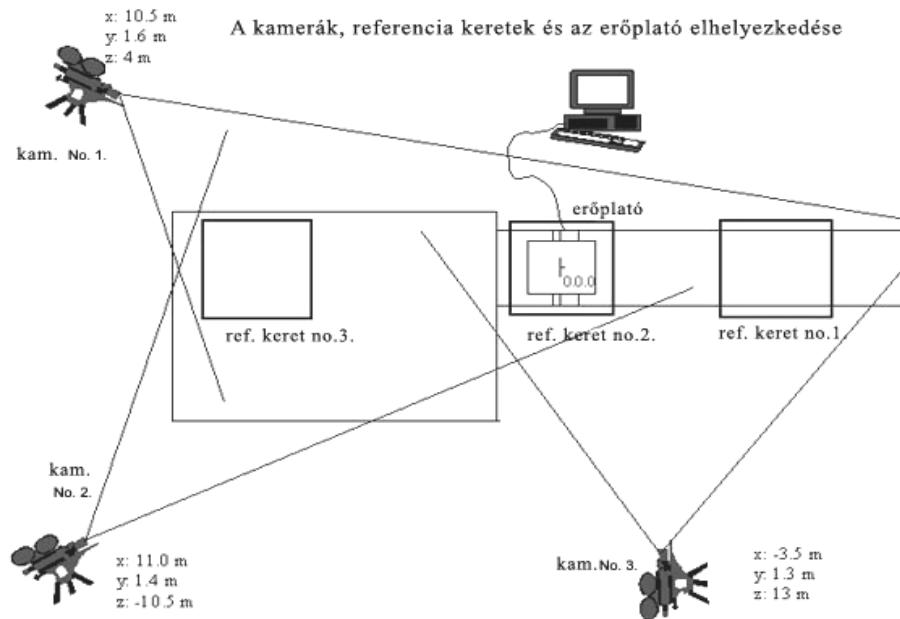 x: 10.5 m
y: 1.6 m
z: 4 m
A kamerák, referencia keretek és az erőplató elhelyezkedése
kam. No. 1.
erőplató
0.0.0
ref. keret no.3.
ref. keret no.2.
ref. keret no.1
kam.
No. 2.
x: 11.0 m
y: 1.4 m
z: -10.5 m
kam. No. 3.
x: -3.5 m
y: 1.3 m
z: 13 m